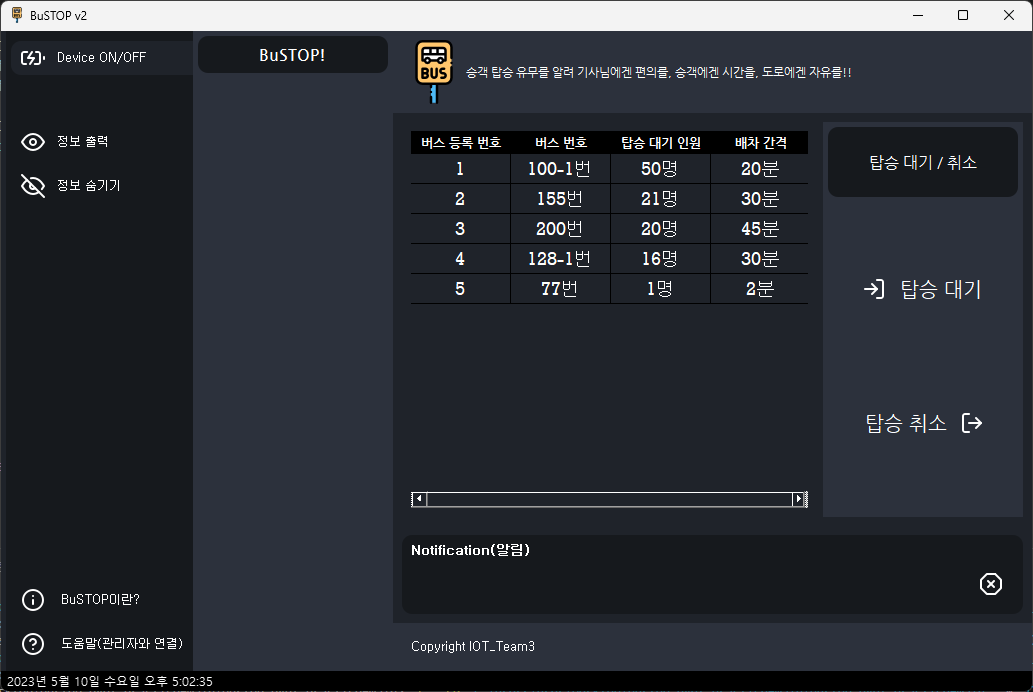 BuSTOP v2
Device ON/OFF
정보 출력
정보 숨기기
BuSTOP이란?
도움말(관리자와 연결)
BuSTOP!
BUS
승객 탑승 유무를 알려 기사님에겐 편의를, 승객에겐 시간을, 도로에겐 자유를!!
버스 등록 번호 버스 번호 탑승 대기 인원 배차 간격
1 100-1번 50명 20분
2 155번 21명 30분
3 200번 20명 45분
4 128-1번 16명 30분
5 77번 1명 2분
탑승 대기 / 취소
탑승 대기
탑승 취소
Notification(알림)
Copyright IOT_Team3
2023년 5월 10일 수요일 오후 5:02:35